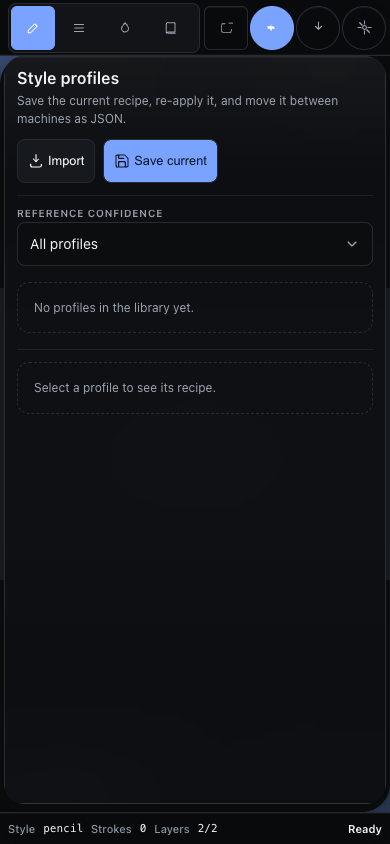 Style profiles
Save the current recipe, re-apply it, and move it between
machines as JSON.
Import
Save current
REFERENCE CONFIDENCE
All profiles
No profiles in the library yet.
Select a profile to see its recipe.
Style pencil Strokes 0 Layers 2/2 Ready